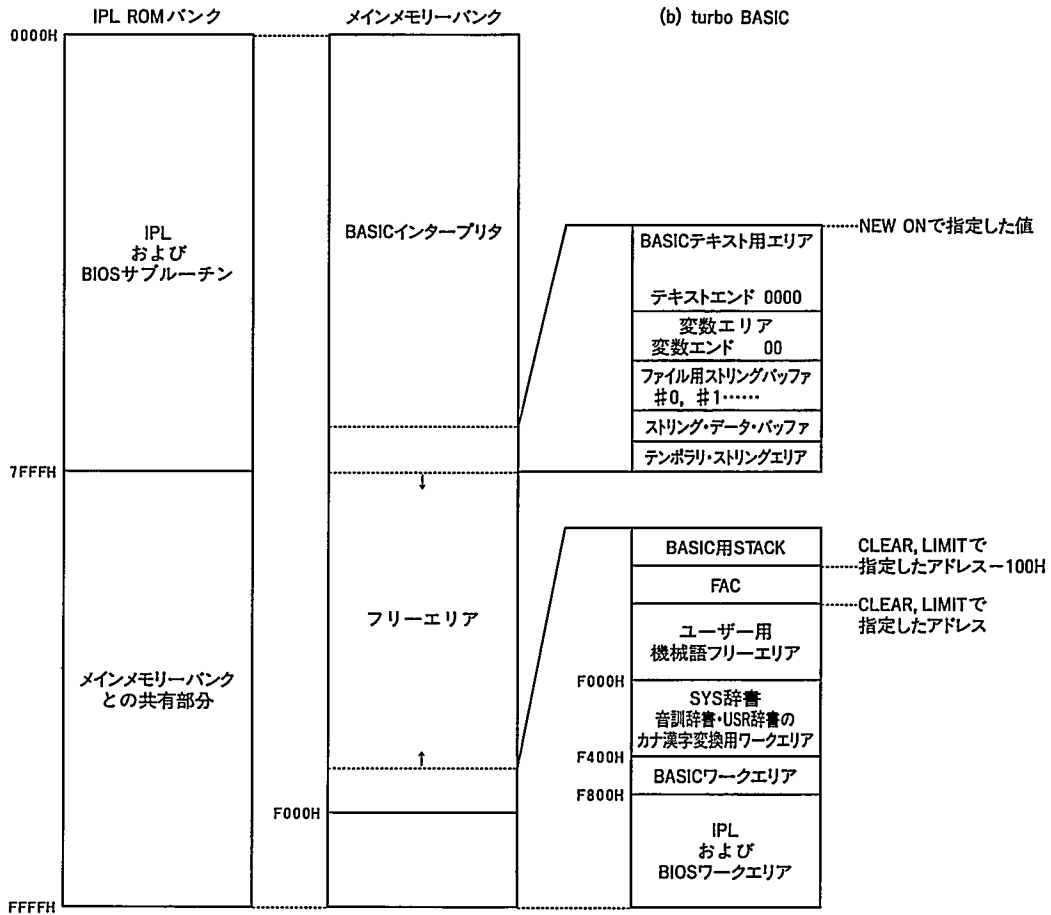 IPL ROMバンク
メインメモリーバンク
(b) turbo BASIC
0000H
IPL
および
BIOSサブルーチン
7FFFH
メインメモリーバンク
との共有部分
FFFFH
BASICインタープリタ
↓
フリーエリア
↑
F000H
NEW ONで指定した値
BASICテキスト用エリア
テキストエンド 0000
変数エリア
変数エンド 00
ファイル用ストリングバッファ
#0, #1……
ストリング・データ・バッファ
テンポラリ・ストリングエリア
BASIC用STACK
CLEAR, LIMITで
指定したアドレス−100H
FAC
CLEAR, LIMITで
指定したアドレス
ユーザー用
機械語フリーエリア
F000H
SYS辞書
音訓辞書・USR辞書の
カナ漢字変換用ワークエリア
F400H
BASICワークエリア
F800H
IPL
および
BIOSワークエリア